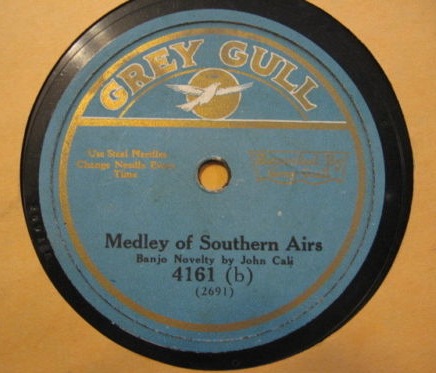 GREY GULL
Use Steel Needles
Change Needle Every
Time
Medley of Southern Airs
Banjo Novelty by John Cali
4161 (b)
(2691)